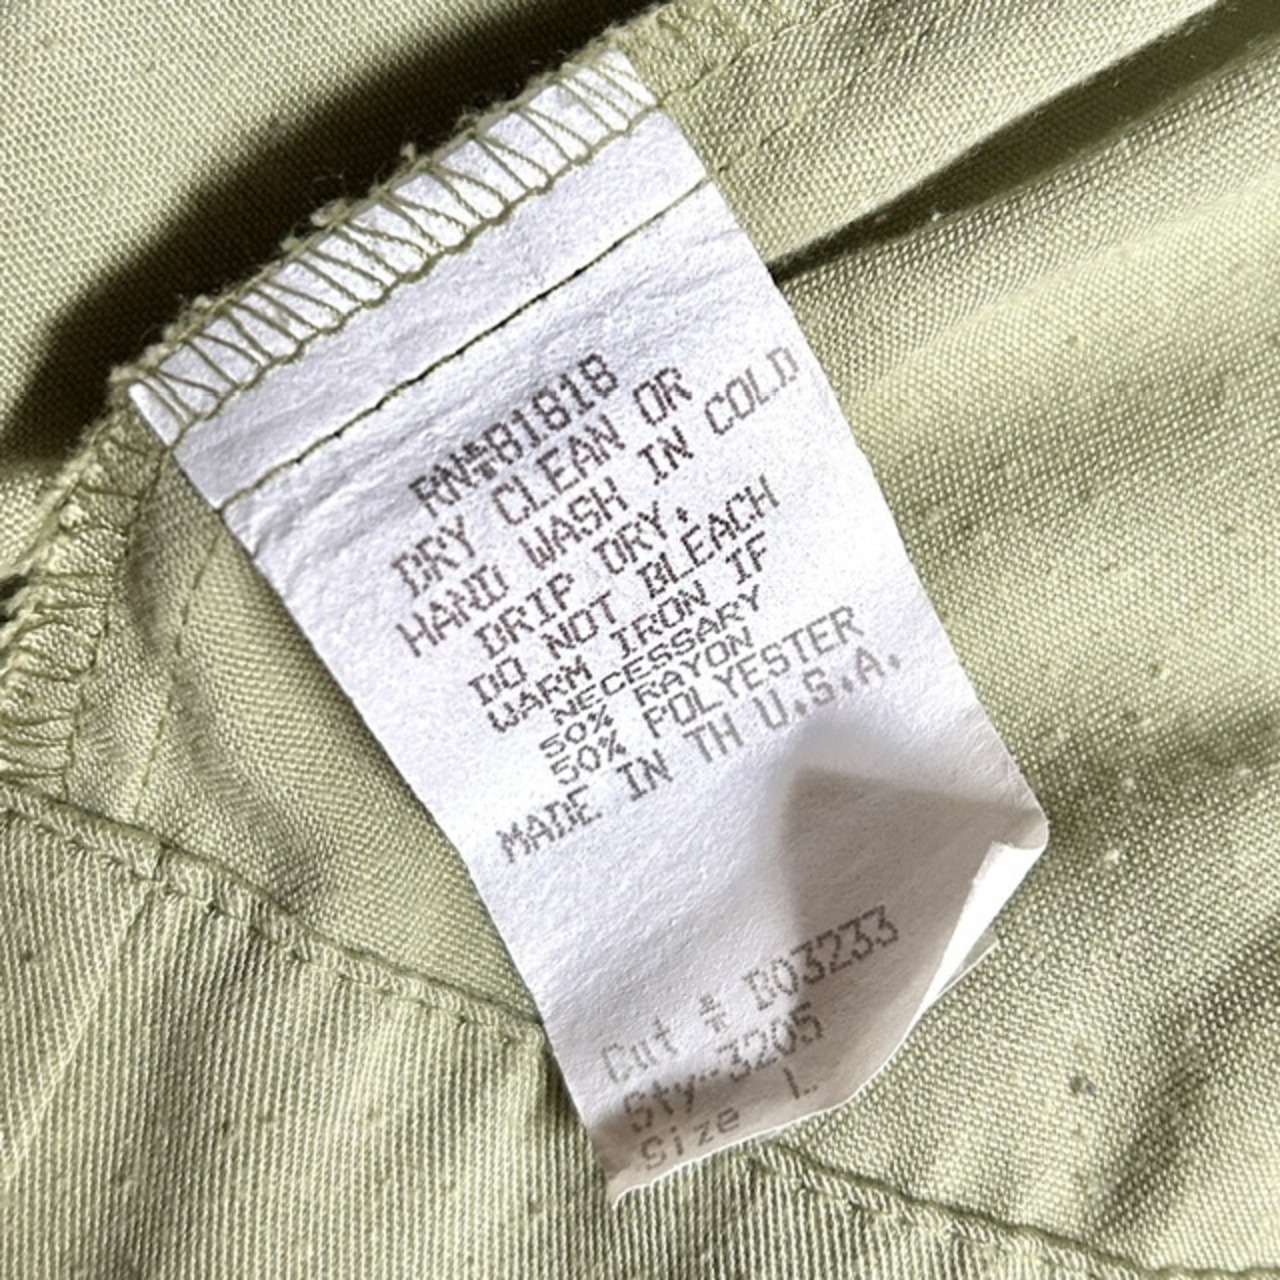 RN#81818
DRY CLEAN OR
HAND WASH IN COLD
DRIP DRY.
DO NOT BLEACH
WARM IRON IF
NECESSARY
50% RAYON
50% POLYESTER
MADE IN TH U.S.A.
Cut # B03233
Sty-3205
Size L